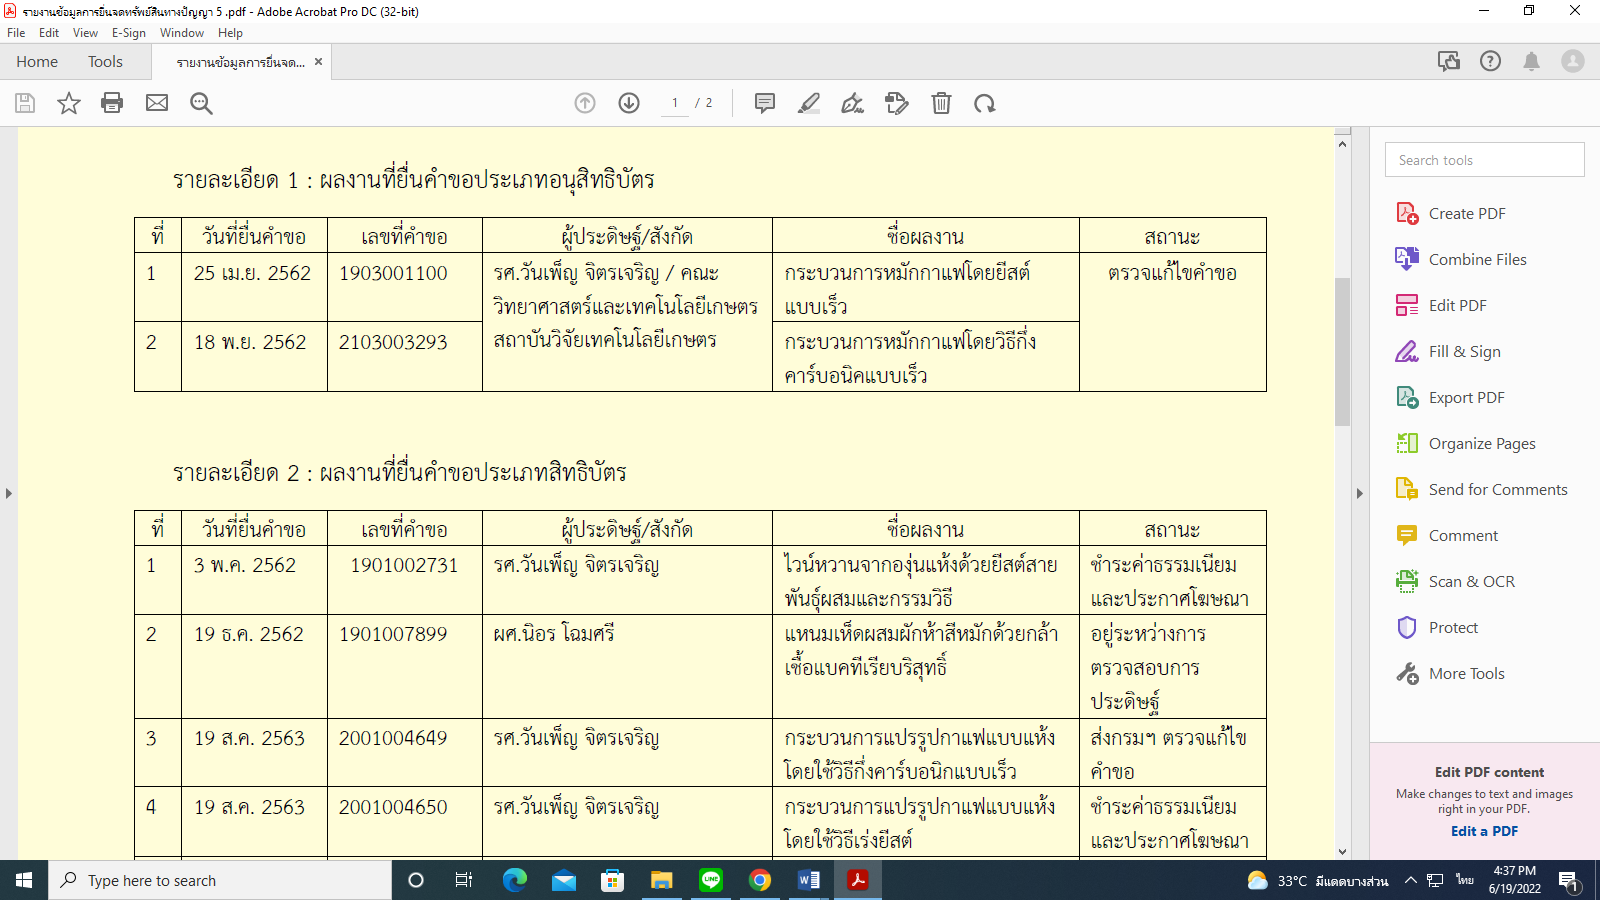 รายงานข้อมูลการยื่นจดทรัพย์สินทางปัญญา 5 .pdf - Adobe Acrobat Pro DC (32-bit)
File Edit View E-Sign Window Help
Home Tools รายงานข้อมูลการยื่นจด... ×
1 / 2
รายละเอียด 1 : ผลงานที่ยื่นคำขอประเภทอนุสิทธิบัตร
ที่ วันที่ยื่นคำขอ เลขที่คำขอ ผู้ประดิษฐ์/สังกัด ชื่อผลงาน สถานะ
1 25 เม.ย. 2562 1903001100 รศ.วันเพ็ญ จิตรเจริญ / คณะ กระบวนการหมักกาแฟโดยยีสต์ ตรวจแก้ไขคำขอ
วิทยาศาสตร์และเทคโนโลยีเกษตร แบบเร็ว
2 18 พ.ย. 2562 2103003293 สถาบันวิจัยเทคโนโลยีเกษตร กระบวนการหมักกาแฟโดยวิธีกึ่ง
คาร์บอนิคแบบเร็ว
รายละเอียด 2 : ผลงานที่ยื่นคำขอประเภทสิทธิบัตร
ที่ วันที่ยื่นคำขอ เลขที่คำขอ ผู้ประดิษฐ์/สังกัด ชื่อผลงาน สถานะ
1 3 พ.ค. 2562 1901002731 รศ.วันเพ็ญ จิตรเจริญ ไวน์หวานจากองุ่นแห้งด้วยยีสต์สาย ชำระค่าธรรมเนียม
พันธุ์ผสมและกรรมวิธี และประกาศโฆษณา
2 19 ธ.ค. 2562 1901007899 ผศ.นิอร โฉมศรี แหนมเห็ดผสมผักห้าสีหมักด้วยกล้า อยู่ระหว่างการ
เชื้อแบคทีเรียบริสุทธิ์ ตรวจสอบการ
ประดิษฐ์
3 19 ส.ค. 2563 2001004649 รศ.วันเพ็ญ จิตรเจริญ กระบวนการแปรรูปกาแฟแบบแห้ง ส่งกรมฯ ตรวจแก้ไข
โดยใช้วิธีกึ่งคาร์บอนิกแบบเร็ว คำขอ
4 19 ส.ค. 2563 2001004650 รศ.วันเพ็ญ จิตรเจริญ กระบวนการแปรรูปกาแฟแบบแห้ง ชำระค่าธรรมเนียม
โดยใช้วิธีเร่งยีสต์ และประกาศโฆษณา
Search tools
Create PDF
Combine Files
Edit PDF
Fill & Sign
Export PDF
Organize Pages
Send for Comments
Comment
Scan & OCR
Protect
More Tools
Edit PDF content
Make changes to text and images
right in your PDF.
Edit a PDF
Type here to search
33°C มีแดดบางส่วน
ไทย
4:37 PM
6/19/2022
1